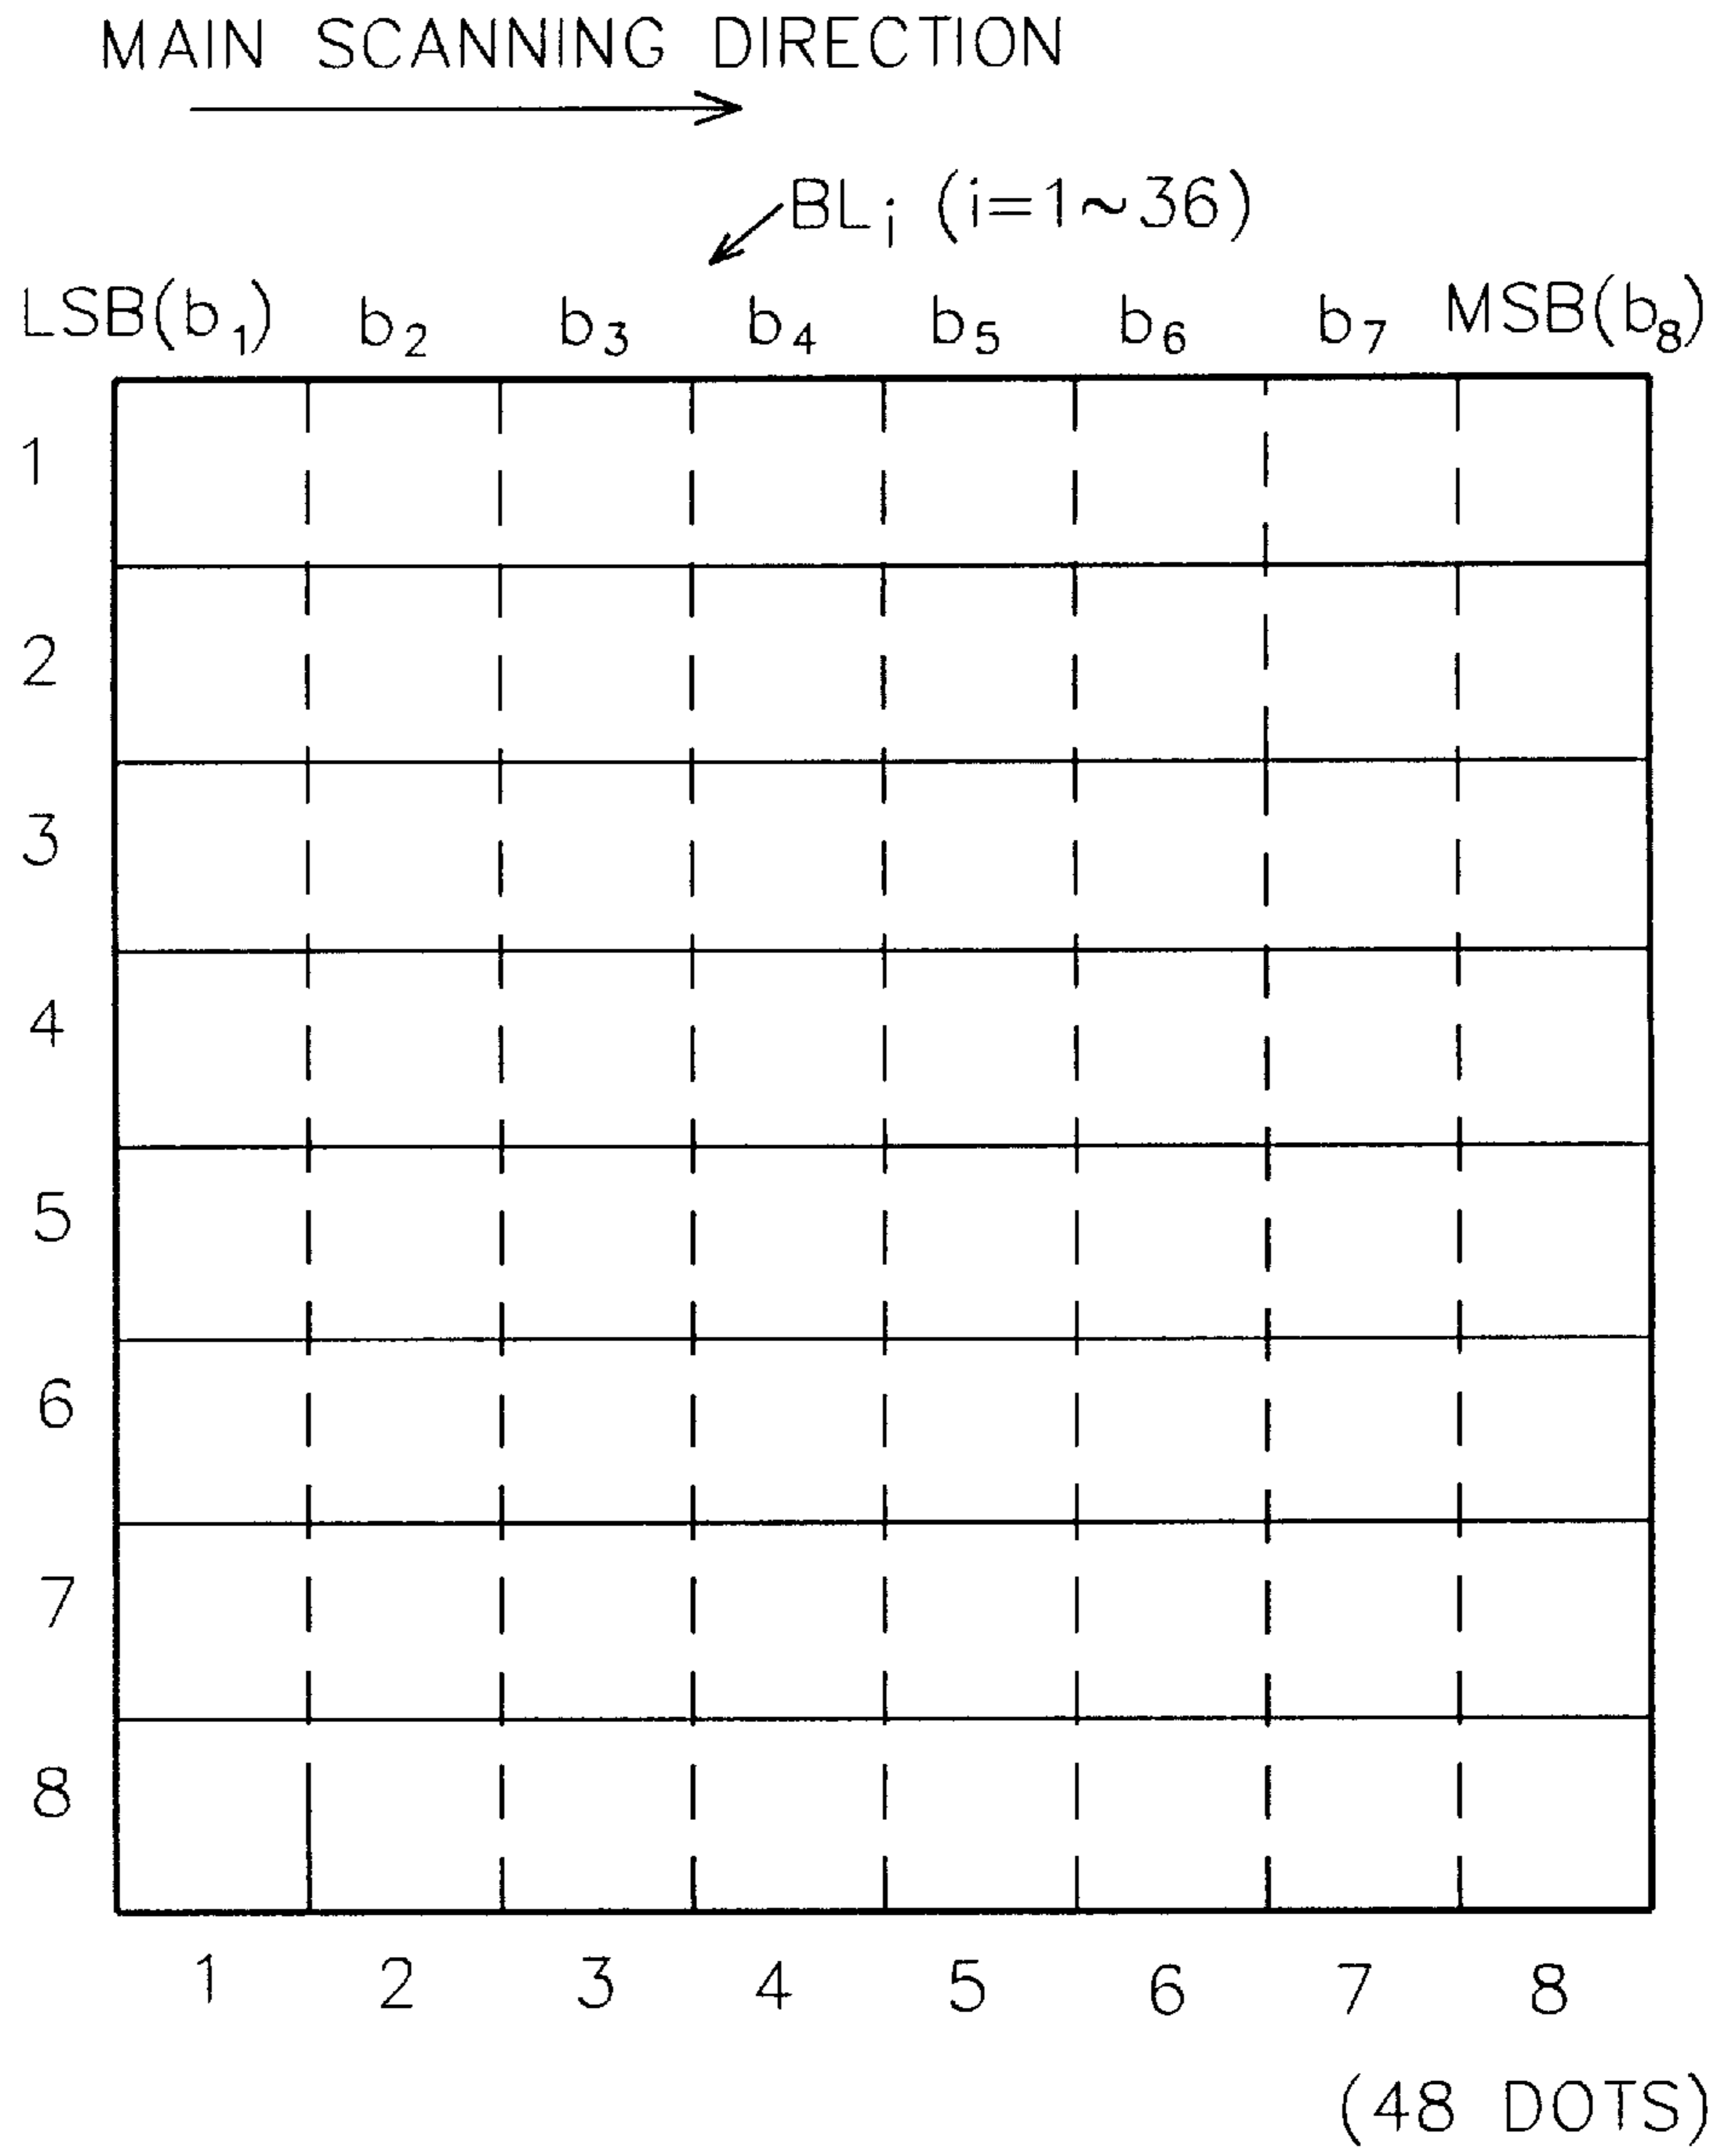 MAIN SCANNING DIRECTION
BLi (i=1~36)
LSB(b1) b2 b3 b4 b5 b6 b7 MSB(b8)
1
2
3
4
5
6
7
8
1 2 3 4 5 6 7 8
(48 DOTS)